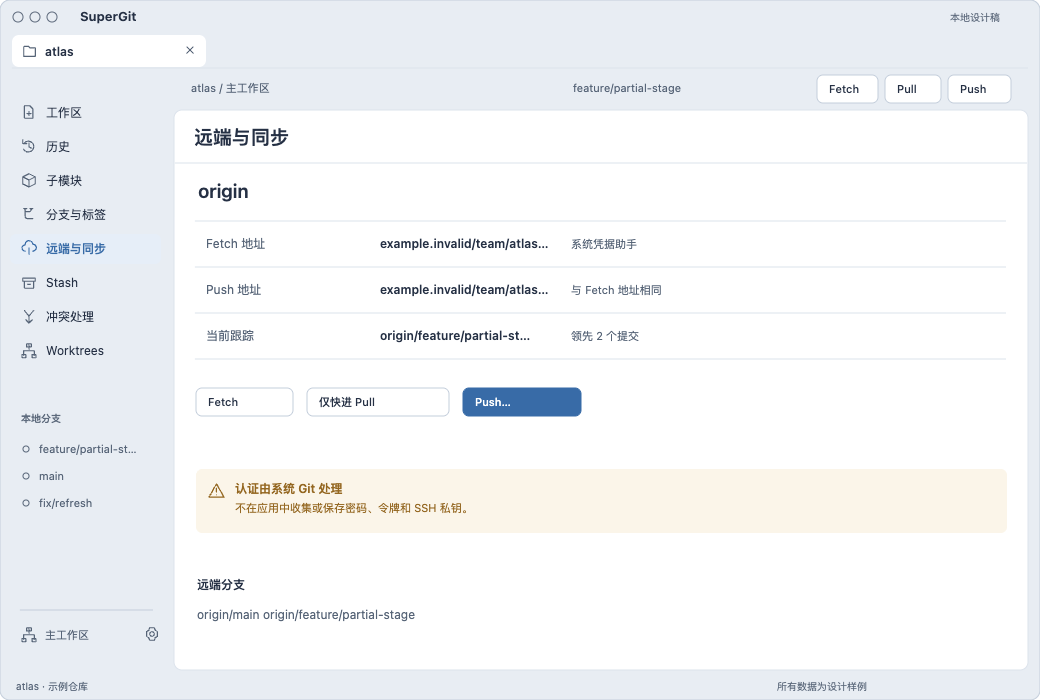 SuperGit
本地设计稿
atlas
atlas / 主工作区
feature/partial-stage
Fetch
Pull
Push
工作区
历史
子模块
分支与标签
远端与同步
Stash
冲突处理
Worktrees
本地分支
feature/partial-st...
main
fix/refresh
主工作区
远端与同步
origin
Fetch 地址 example.invalid/team/atlas... 系统凭据助手
Push 地址 example.invalid/team/atlas... 与 Fetch 地址相同
当前跟踪 origin/feature/partial-st... 领先 2 个提交
Fetch
仅快进 Pull
Push...
认证由系统 Git 处理
不在应用中收集或保存密码、令牌和 SSH 私钥。
远端分支
origin/main origin/feature/partial-stage
atlas · 示例仓库
所有数据为设计样例